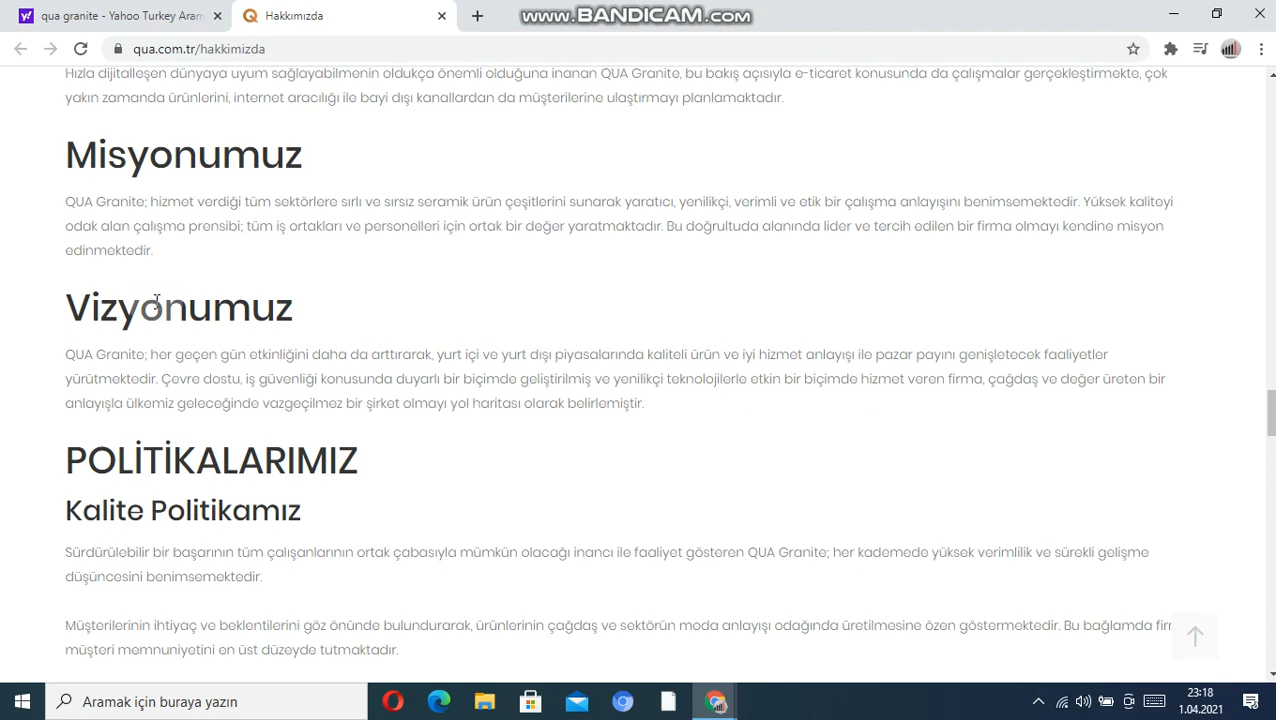 qua granite - Yahoo Turkey Aram
Hakkımızda
www.BANDICAM.com
qua.com.tr/hakkimizda
Hızla dijitalleşen dünyaya uyum sağlayabilmenin oldukça önemli olduğuna inanan QUA Granite, bu bakış açısıyla e-ticaret konusunda da çalışmalar gerçekleştirmekte, çok
yakın zamanda ürünlerini, internet aracılığı ile bayi dışı kanallardan da müşterilerine ulaştırmayı planlamaktadır.
Misyonumuz
QUA Granite; hizmet verdiği tüm sektörlere sırlı ve sırsız seramik ürün çeşitlerini sunarak yaratıcı, yenilikçi, verimli ve etik bir çalışma anlayışını benimsemektedir. Yüksek kaliteyi
odak alan çalışma prensibi; tüm iş ortakları ve personelleri için ortak bir değer yaratmaktadır. Bu doğrultuda alanında lider ve tercih edilen bir firma olmayı kendine misyon
edinmektedir.
Vizyonumuz
QUA Granite; her geçen gün etkinliğini daha da arttırarak, yurt içi ve yurt dışı piyasalarında kaliteli ürün ve iyi hizmet anlayışı ile pazar payını genişletecek faaliyetler
yürütmektedir. Çevre dostu, iş güvenliği konusunda duyarlı bir biçimde geliştirilmiş ve yenilikçi teknolojilerle etkin bir biçimde hizmet veren firma, çağdaş ve değer üreten bir
anlayışla ülkemiz geleceğinde vazgeçilmez bir şirket olmayı yol haritası olarak belirlemiştir.
POLİTİKALARIMIZ
Kalite Politikamız
Sürdürülebilir bir başarının tüm çalışanlarının ortak çabasıyla mümkün olacağı inancı ile faaliyet gösteren QUA Granite; her kademede yüksek verimlilik ve sürekli gelişme
düşüncesini benimsemektedir.
Müşterilerinin ihtiyaç ve beklentilerini göz önünde bulundurarak, ürünlerinin çağdaş ve sektörün moda anlayışı odağında üretilmesine özen göstermektedir. Bu bağlamda firm
müşteri memnuniyetini en üst düzeyde tutmaktadır.
Aramak için buraya yazın
23:18
1.04.2021